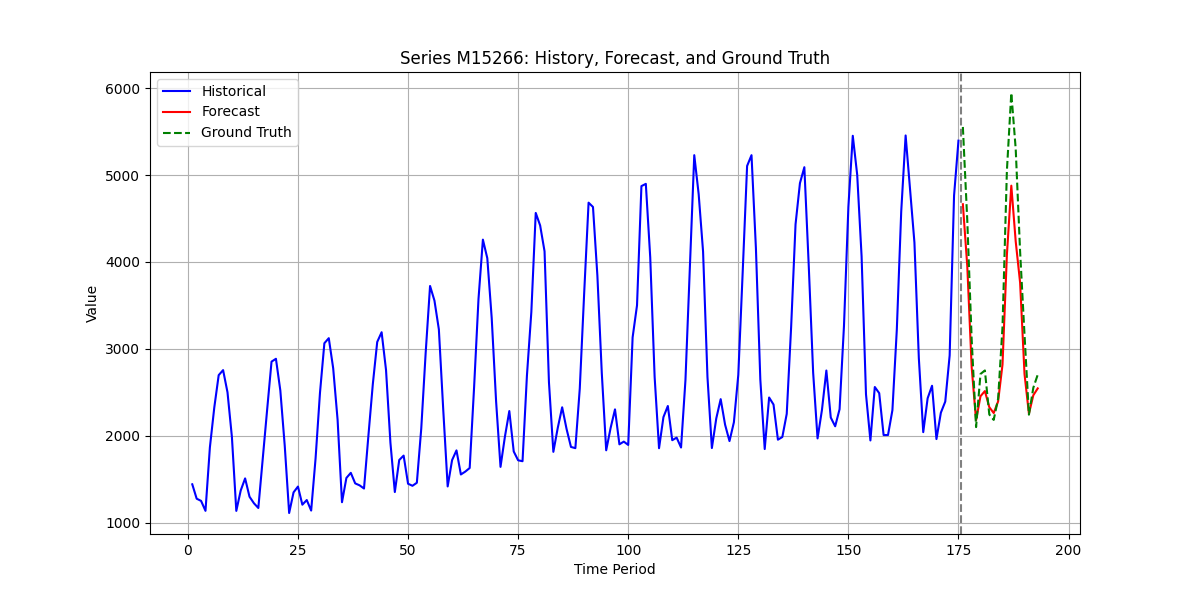 Series M15266: History, Forecast, and Ground Truth
Historical
Forecast
Ground Truth
6000
5000
4000
3000
2000
1000
Value
0 25 50 75 100 125 150 175 200
Time Period